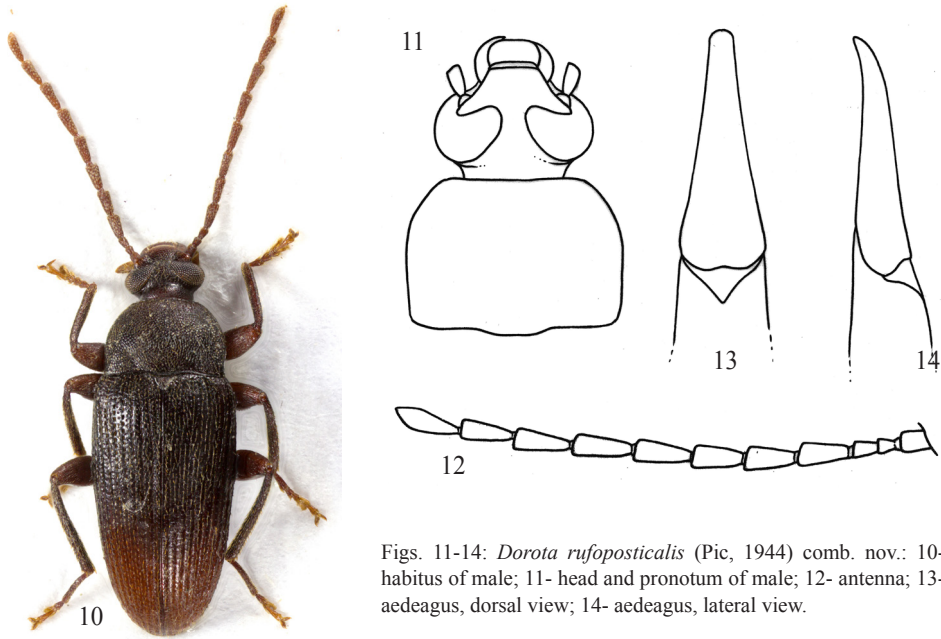 11
13
14
12
Figs. 11-14: Dorota rufoposticalis (Pic, 1944) comb. nov.: 10-
habitus of male; 11- head and pronotum of male; 12- antenna; 13-
aedeagus, dorsal view; 14- aedeagus, lateral view.
10